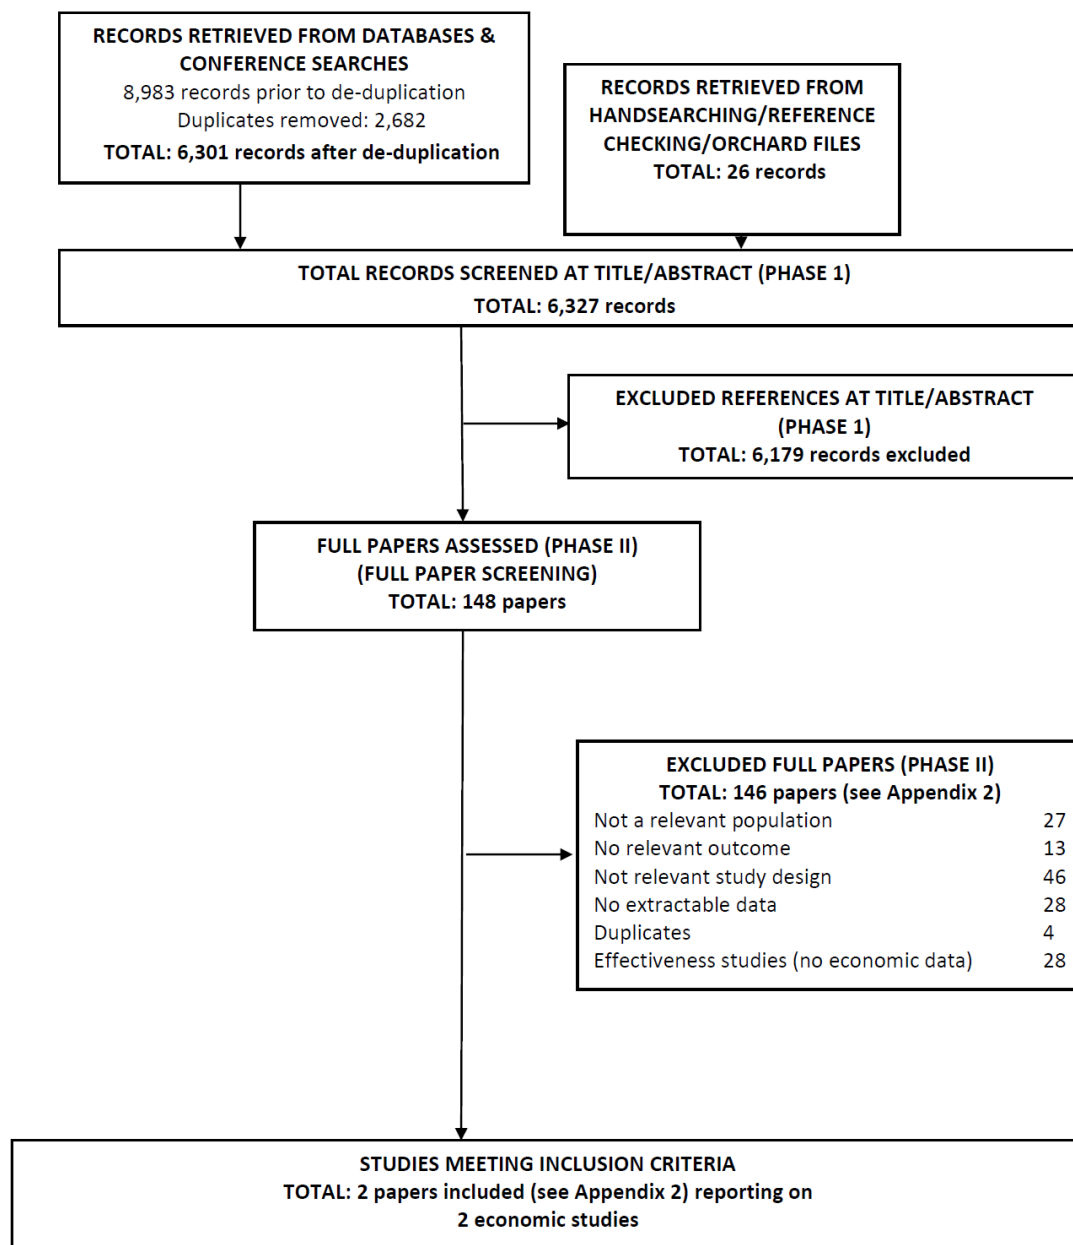 RECORDS RETRIEVED FROM DATABASES &
CONFERENCE SEARCHES
8,983 records prior to de-duplication
Duplicates removed: 2,682
TOTAL: 6,301 records after de-duplication
RECORDS RETRIEVED FROM
HANDSEARCHING/REFERENCE
CHECKING/ORCHARD FILES
TOTAL: 26 records
TOTAL RECORDS SCREENED AT TITLE/ABSTRACT (PHASE 1)
TOTAL: 6,327 records
EXCLUDED REFERENCES AT TITLE/ABSTRACT
(PHASE 1)
TOTAL: 6,179 records excluded
FULL PAPERS ASSESSED (PHASE II)
(FULL PAPER SCREENING)
TOTAL: 148 papers
EXCLUDED FULL PAPERS (PHASE II)
TOTAL: 146 papers (see Appendix 2)
Not a relevant population 27
No relevant outcome 13
Not relevant study design 46
No extractable data 28
Duplicates 4
Effectiveness studies (no economic data) 28
STUDIES MEETING INCLUSION CRITERIA
TOTAL: 2 papers included (see Appendix 2) reporting on
2 economic studies